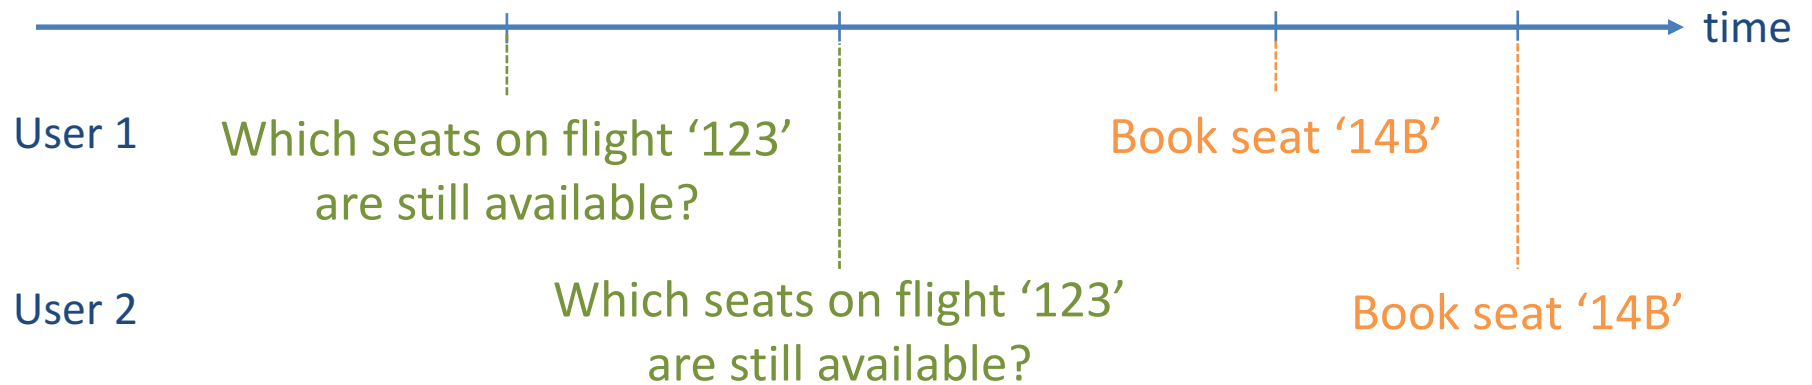 time
User 1
Which seats on flight ‘123’
are still available?
Book seat ‘14B’
User 2
Which seats on flight ‘123’
are still available?
Book seat ‘14B’